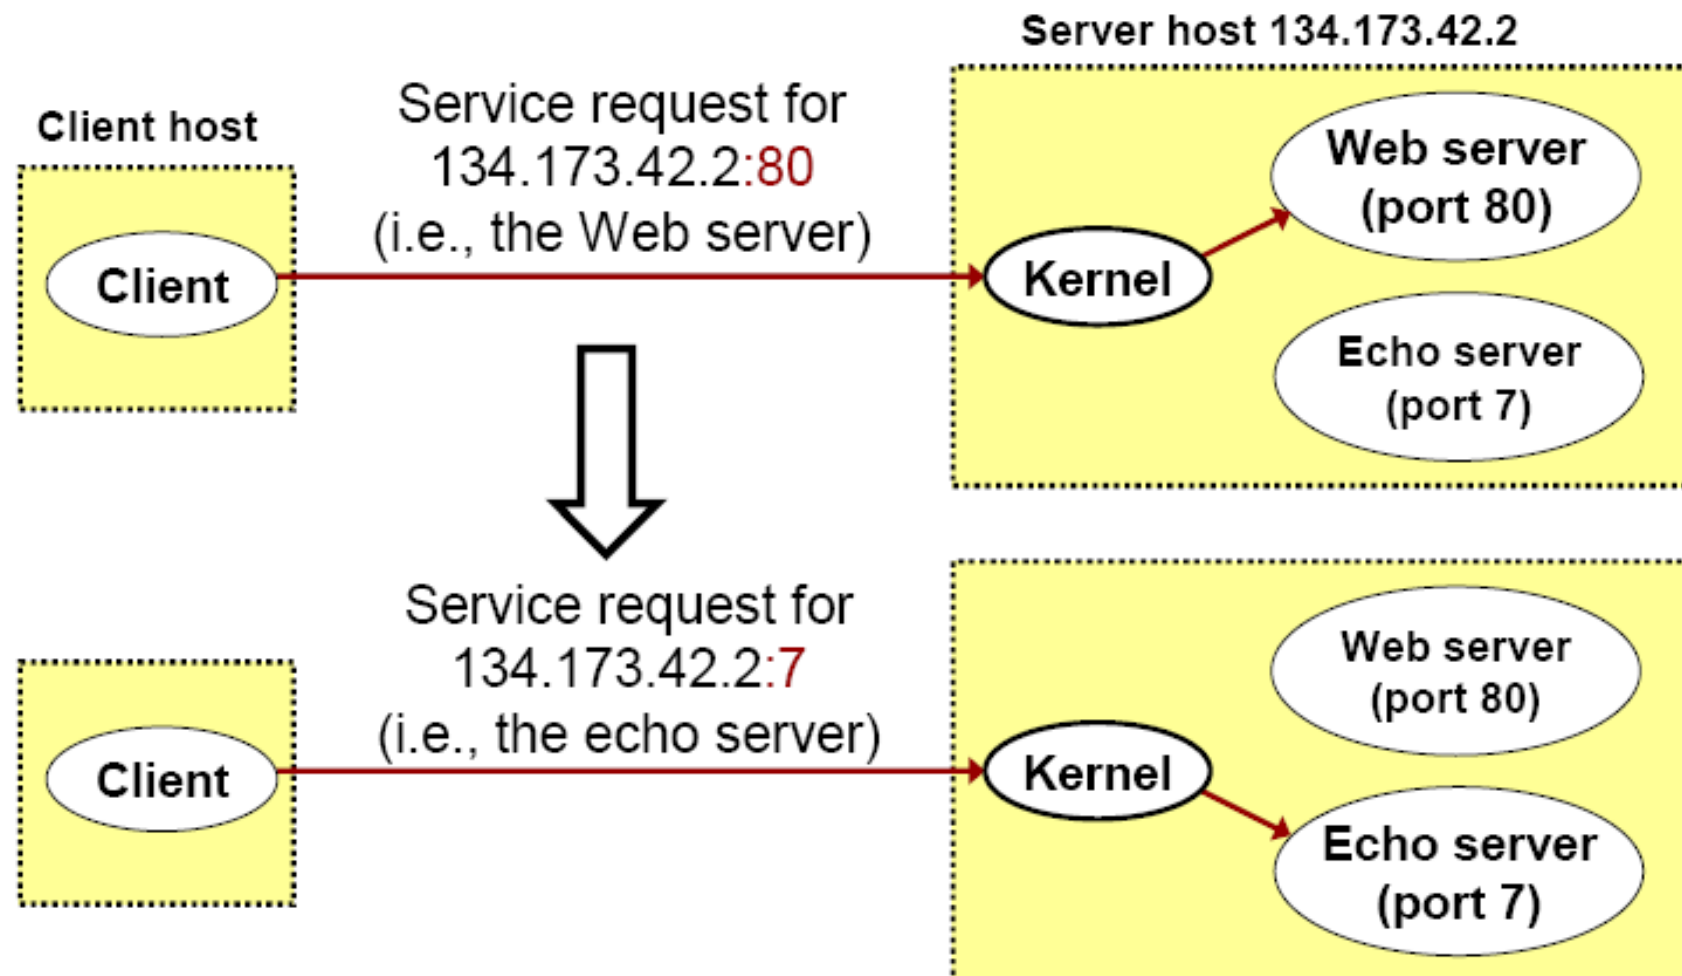 Server host 134.173.42.2
Client host
Service request for
134.173.42.2:80
(i.e., the Web server)
Client
Kernel
Web server
(port 80)
Echo server
(port 7)
Service request for
134.173.42.2:7
(i.e., the echo server)
Client
Kernel
Web server
(port 80)
Echo server
(port 7)